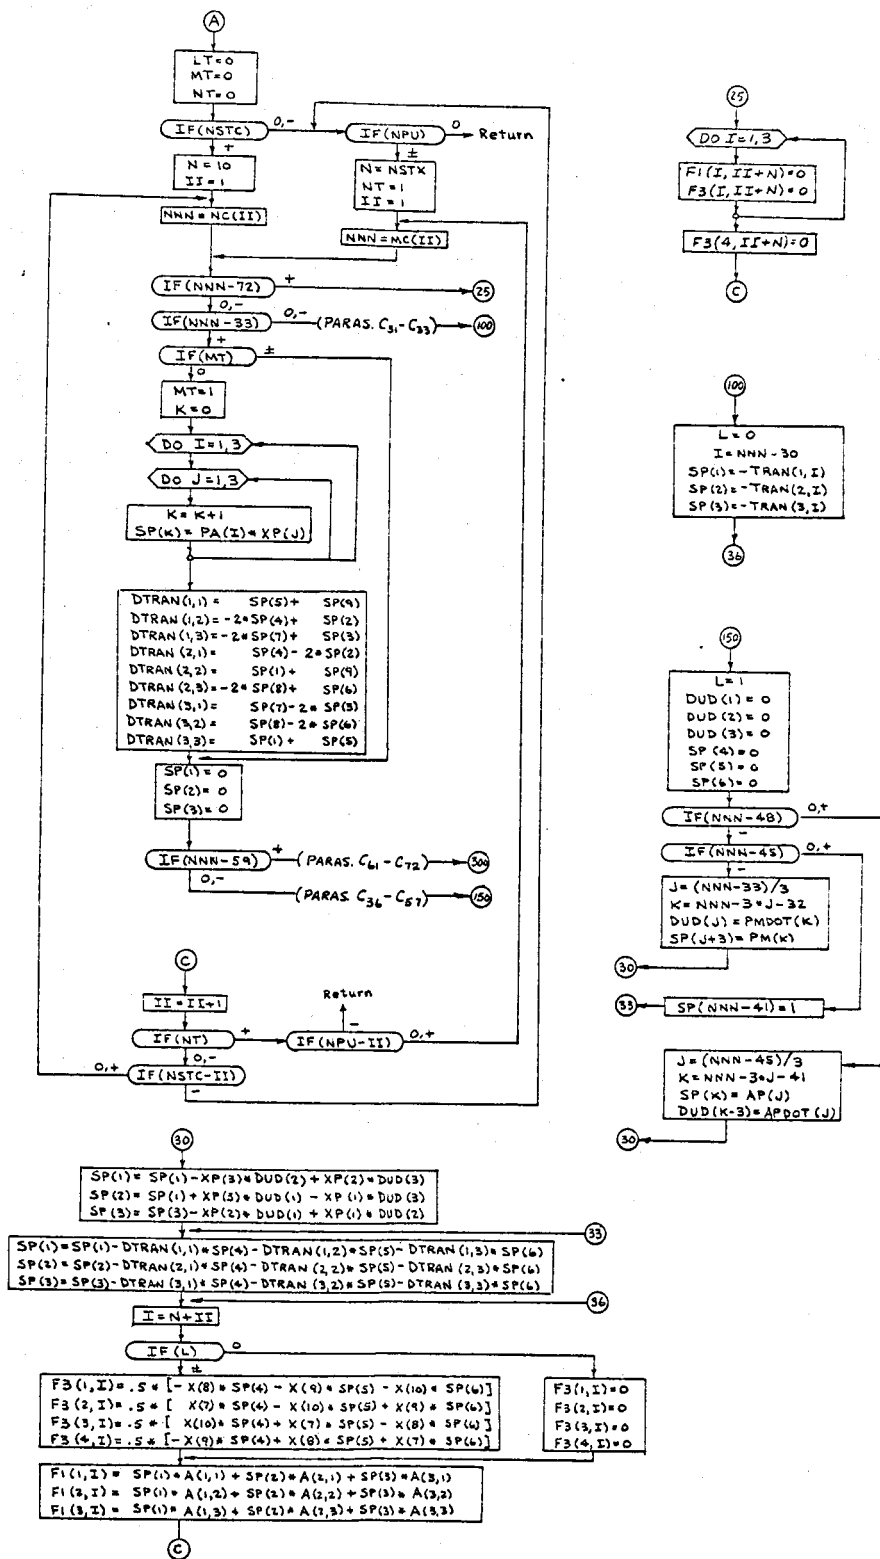 A
LT=0
MT=0
NT=0
IF(NSTC)
0,-
IF(NPU)
0
Return
+
±
N=10
II=1
N=NSTX
NT=1
II=1
NNN=NC(II)
NNN=MC(II)
IF(NNN-72)
+
25
0,-
IF(NNN-33)
0,-
(PARAS. C31-C33)
100
+
IF(MT)
±
0
MT=1
K=0
DO I=1,3
DO J=1,3
K=K+1
SP(K)=PA(I)*XP(J)
DTRAN(1,1)= SP(5)+ SP(9)
DTRAN(1,2)=-2*SP(4)+ SP(2)
DTRAN(1,3)=-2*SP(7)+ SP(3)
DTRAN(2,1)= SP(4)-2*SP(2)
DTRAN(2,2)= SP(1)+ SP(9)
DTRAN(2,3)=-2*SP(8)+ SP(6)
DTRAN(3,1)= SP(7)-2*SP(3)
DTRAN(3,2)= SP(8)-2*SP(6)
DTRAN(3,3)= SP(1)+ SP(5)
SP(1)=0
SP(2)=0
SP(3)=0
IF(NNN-59)
+
(PARAS. C61-C72)
300
0,-
(PARAS. C36-C57)
150
C
II=II+1
Return
IF(NT)
+
-
IF(NPU-II)
0,+
0,-
0,+
IF(NSTC-II)
-
30
SP(1)=SP(1)-XP(3)*DUD(2)+XP(2)*DUD(3)
SP(2)=SP(1)+XP(3)*DUD(1)-XP(1)*DUD(3)
SP(3)=SP(3)-XP(2)*DUD(1)+XP(1)*DUD(2)
33
SP(1)=SP(1)-DTRAN(1,1)*SP(4)-DTRAN(1,2)*SP(5)-DTRAN(1,3)*SP(6)
SP(2)=SP(2)-DTRAN(2,1)*SP(4)-DTRAN(2,2)*SP(5)-DTRAN(2,3)*SP(6)
SP(3)=SP(3)-DTRAN(3,1)*SP(4)-DTRAN(3,2)*SP(5)-DTRAN(3,3)*SP(6)
36
I=N+II
IF(L)
0
±
F3(1,I)=.5*[-X(8)*SP(4)-X(9)*SP(5)-X(10)*SP(6)]
F3(2,I)=.5*[ X(7)*SP(4)-X(10)*SP(5)+X(9)*SP(6)]
F3(3,I)=.5*[ X(10)*SP(4)+X(7)*SP(5)-X(8)*SP(6)]
F3(4,I)=.5*[-X(9)*SP(4)+X(8)*SP(5)+X(7)*SP(6)]
F3(1,I)=0
F3(2,I)=0
F3(3,I)=0
F3(4,I)=0
F1(1,I)= SP(1)*A(1,1)+SP(2)*A(2,1)+SP(3)*A(3,1)
F1(2,I)= SP(1)*A(1,2)+SP(2)*A(2,2)+SP(3)*A(3,2)
F1(3,I)= SP(1)*A(1,3)+SP(2)*A(2,3)+SP(3)*A(3,3)
C
25
DO I=1,3
F1(I,II+N)=0
F3(I,II+N)=0
F3(4,II+N)=0
C
100
L=0
I=NNN-30
SP(1)=-TRAN(1,I)
SP(2)=-TRAN(2,I)
SP(3)=-TRAN(3,I)
36
150
L=1
DUD(1)=0
DUD(2)=0
DUD(3)=0
SP(4)=0
SP(5)=0
SP(6)=0
IF(NNN-48)
0,+
-
IF(NNN-45)
0,+
-
J=(NNN-33)/3
K=NNN-3*J-32
DUD(J)=PMDOT(K)
SP(J+3)=PM(K)
30
33
SP(NNN-41)=1
J=(NNN-45)/3
K=NNN-3*J-41
SP(K)=AP(J)
DUD(K-3)=APDOT(J)
30